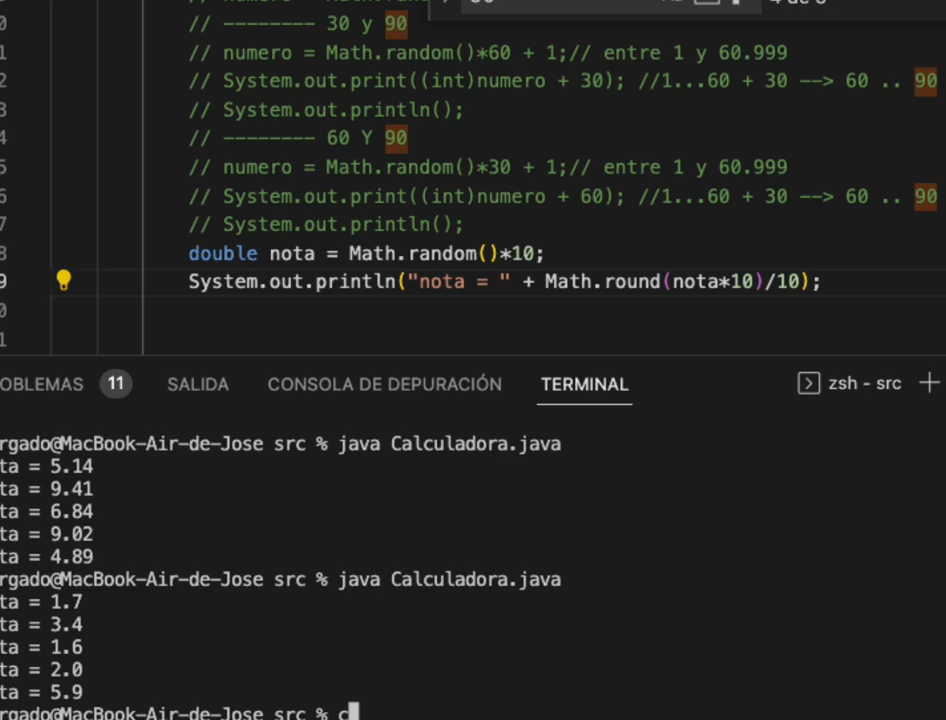 // -------- 30 y 90
// numero = Math.random()*60 + 1;// entre 1 y 60.999
// System.out.print((int)numero + 30); //1...60 + 30 --> 60 .. 90
// System.out.println();
// -------- 60 Y 90
// numero = Math.random()*30 + 1;// entre 1 y 60.999
// System.out.print((int)numero + 60); //1...60 + 30 --> 60 .. 90
// System.out.println();
double nota = Math.random()*10;
System.out.println("nota = " + Math.round(nota*10)/10);
OBLEMAS 11 SALIDA CONSOLA DE DEPURACIÓN TERMINAL zsh - src
rgado@MacBook-Air-de-Jose src % java Calculadora.java
ta = 5.14
ta = 9.41
ta = 6.84
ta = 9.02
ta = 4.89
rgado@MacBook-Air-de-Jose src % java Calculadora.java
ta = 1.7
ta = 3.4
ta = 1.6
ta = 2.0
ta = 5.9
rgado@MacBook-Air-de-Jose src % c